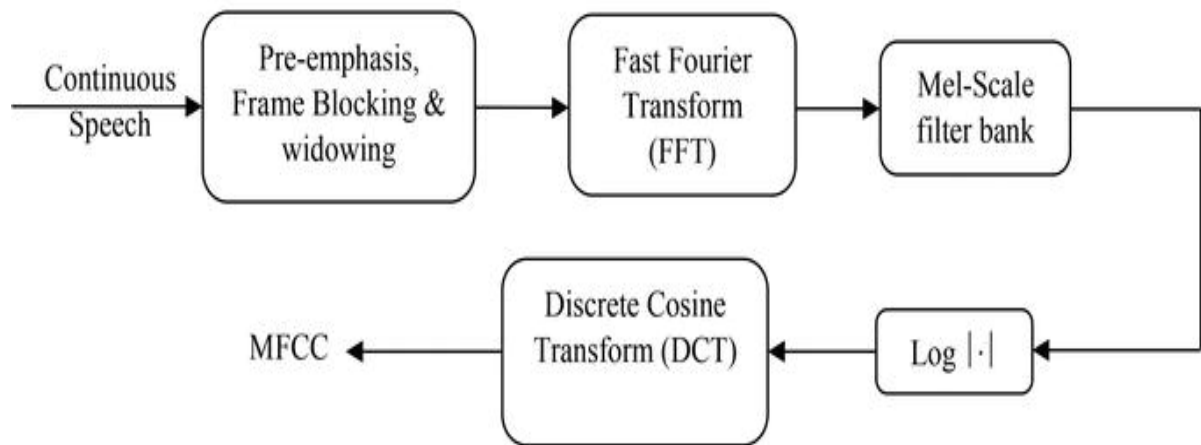 Continuous
Speech
Pre-emphasis,
Frame Blocking &
widowing
Fast Fourier
Transform
(FFT)
Mel-Scale
filter bank
Log |·|
Discrete Cosine
Transform (DCT)
MFCC